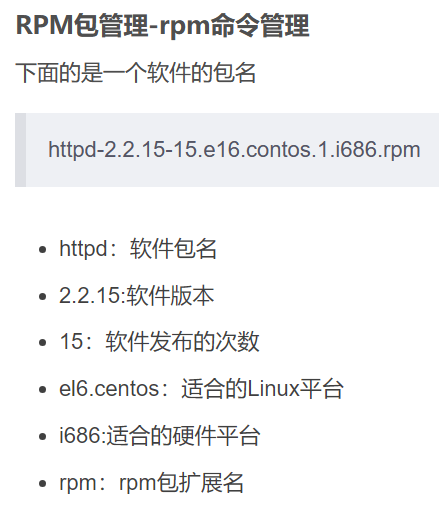 RPM包管理-rpm命令管理
下面的是一个软件的包名
httpd-2.2.15-15.e16.contos.1.i686.rpm
httpd：软件包名
2.2.15:软件版本
15：软件发布的次数
el6.centos：适合的Linux平台
i686:适合的硬件平台
rpm：rpm包扩展名